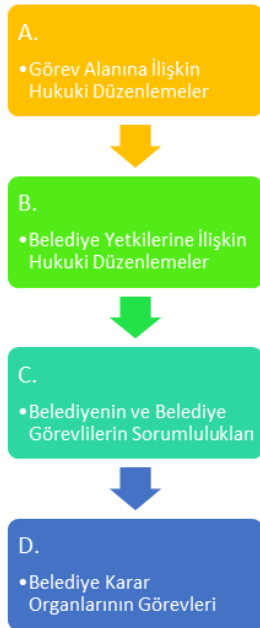 A.
•Görev Alanına İlişkin
Hukuki Düzenlemeler
B.
•Belediye Yetkilerine İlişkin
Hukuki Düzenlemeler
C.
•Belediyenin ve Belediye
Görevlilerin Sorumlulukları
D.
•Belediye Karar
Organlarının Görevleri